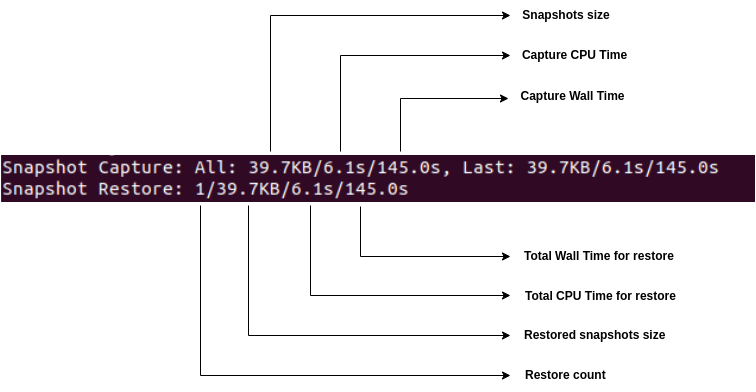 Snapshots size
Capture CPU Time
Capture Wall Time
Snapshot Capture: All: 39.7KB/6.1s/145.0s, Last: 39.7KB/6.1s/145.0s
Snapshot Restore: 1/39.7KB/6.1s/145.0s
Total Wall Time for restore
Total CPU Time for restore
Restored snapshots size
Restore count